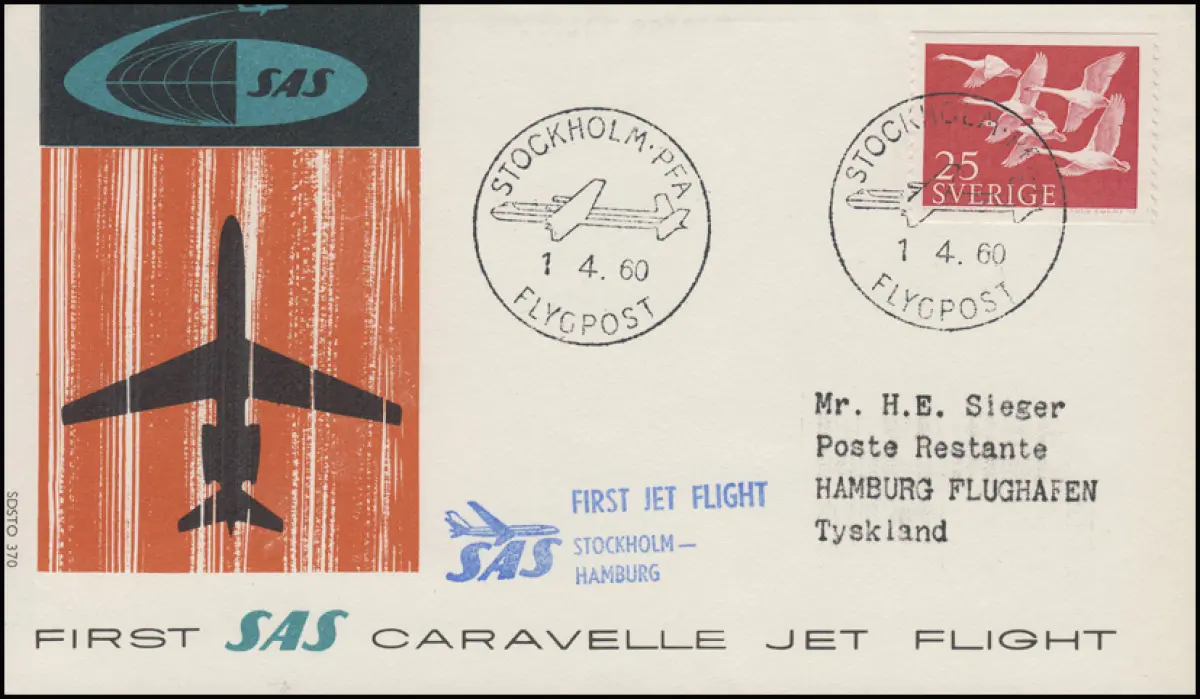 SAS
STOCKHOLM·PFA
1 4. 60
FLYGPOST
STOCKHOLM
1 4. 60
FLYGPOST
25
SVERIGE
Mr. H.E. Sieger
Poste Restante
HAMBURG FLUGHAFEN
Tyskland
SDSTO 370
FIRST JET FLIGHT
SAS
STOCKHOLM—
HAMBURG
FIRST SAS CARAVELLE JET FLIGHT